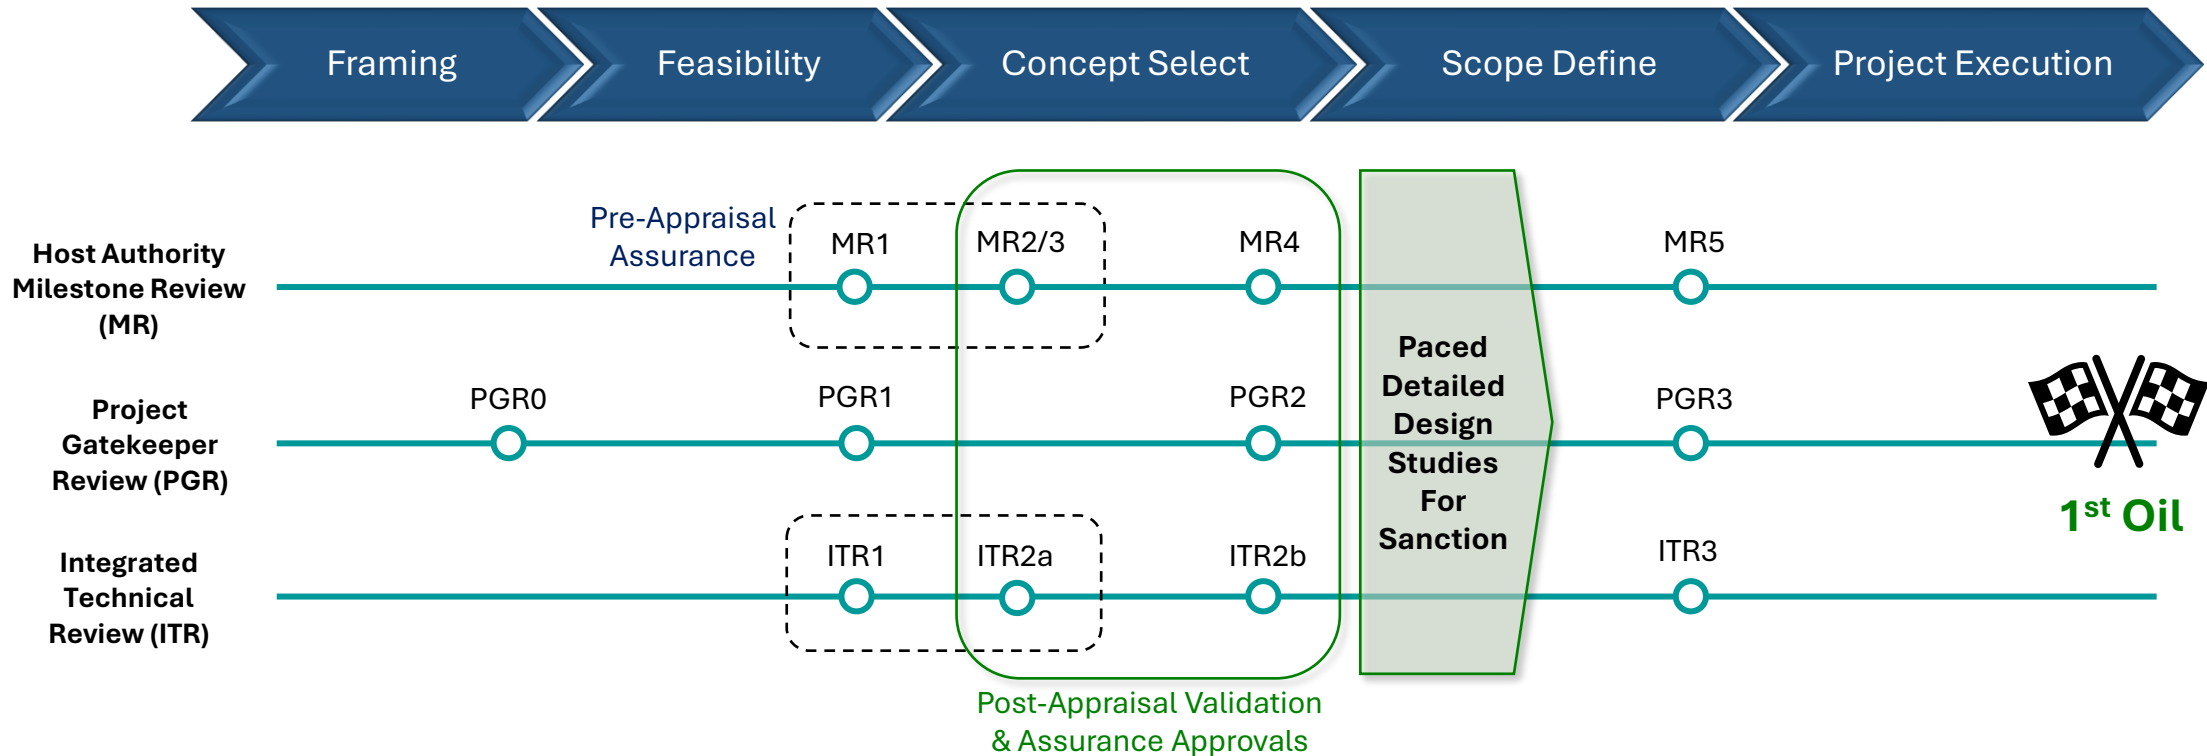 Framing
Feasibility
Concept Select
Scope Define
Project Execution
Pre-Appraisal
Assurance
Host Authority
Milestone Review
(MR)
MR1
MR2/3
MR4
MR5
Project
Gatekeeper
Review (PGR)
PGR0
PGR1
PGR2
PGR3
Integrated
Technical
Review (ITR)
ITR1
ITR2a
ITR2b
ITR3
Paced
Detailed
Design
Studies
For
Sanction
1st Oil
Post-Appraisal Validation
& Assurance Approvals